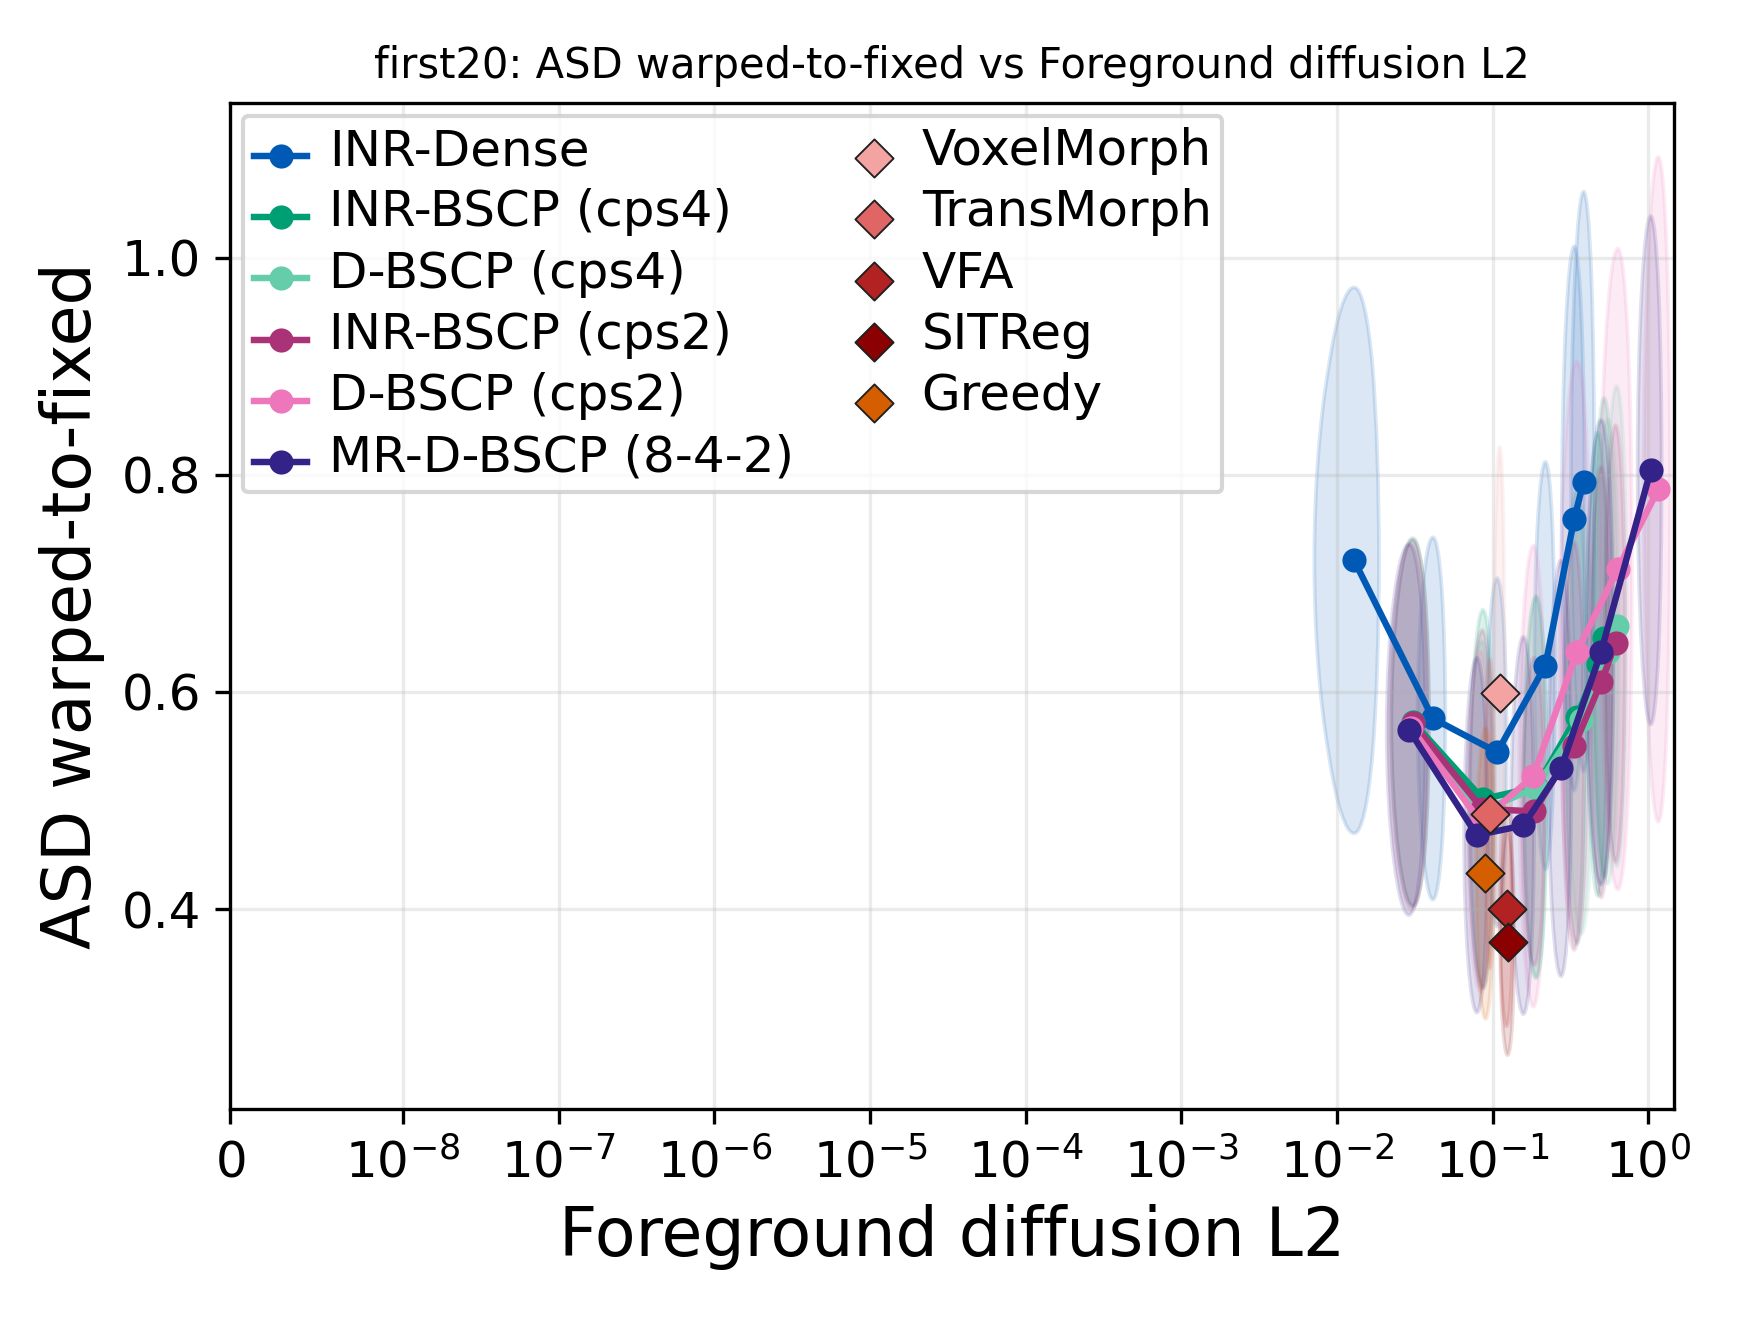 first20: ASD warped-to-fixed vs Foreground diffusion L2
INR-Dense
INR-BSCP (cps4)
D-BSCP (cps4)
INR-BSCP (cps2)
D-BSCP (cps2)
MR-D-BSCP (8-4-2)
VoxelMorph
TransMorph
VFA
SITReg
Greedy
ASD warped-to-fixed
1.0
0.8
0.6
0.4
0 10⁻⁸ 10⁻⁷ 10⁻⁶ 10⁻⁵ 10⁻⁴ 10⁻³ 10⁻² 10⁻¹ 10⁰
Foreground diffusion L2